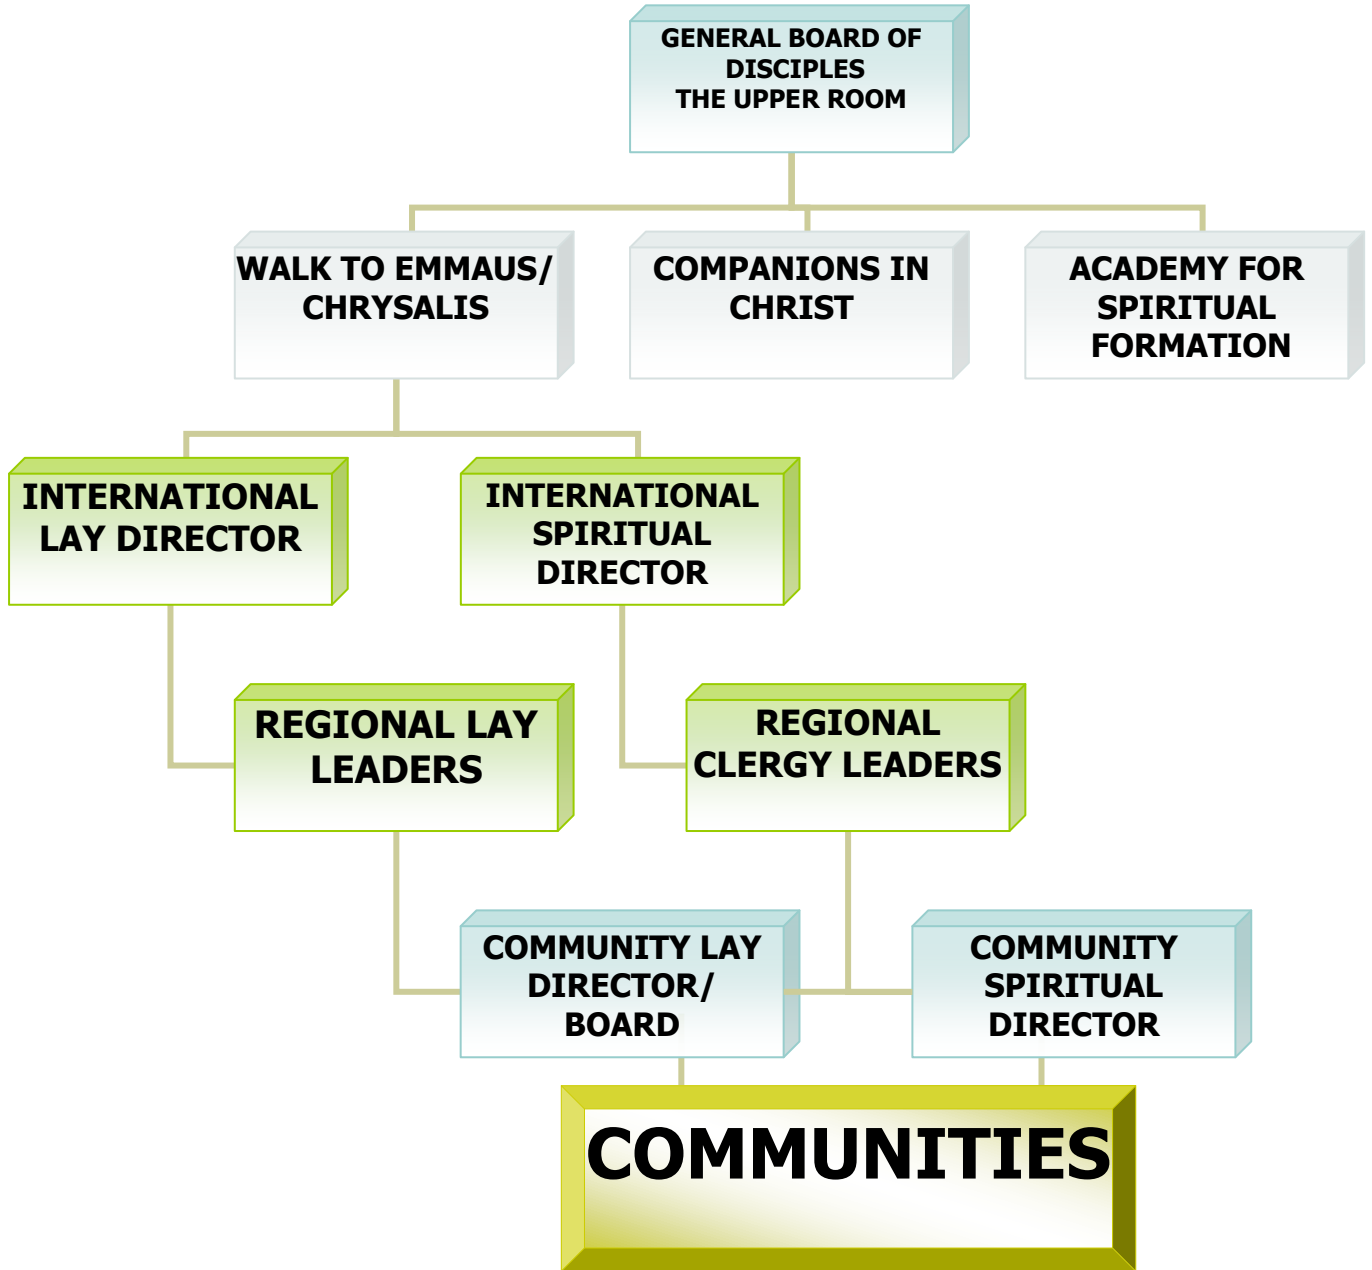 GENERAL BOARD OF
DISCIPLES
THE UPPER ROOM
WALK TO EMMAUS/
CHRYSALIS
COMPANIONS IN
CHRIST
ACADEMY FOR
SPIRITUAL
FORMATION
INTERNATIONAL
LAY DIRECTOR
INTERNATIONAL
SPIRITUAL
DIRECTOR
REGIONAL LAY
LEADERS
REGIONAL
CLERGY LEADERS
COMMUNITY LAY
DIRECTOR/
BOARD
COMMUNITY
SPIRITUAL
DIRECTOR
COMMUNITIES